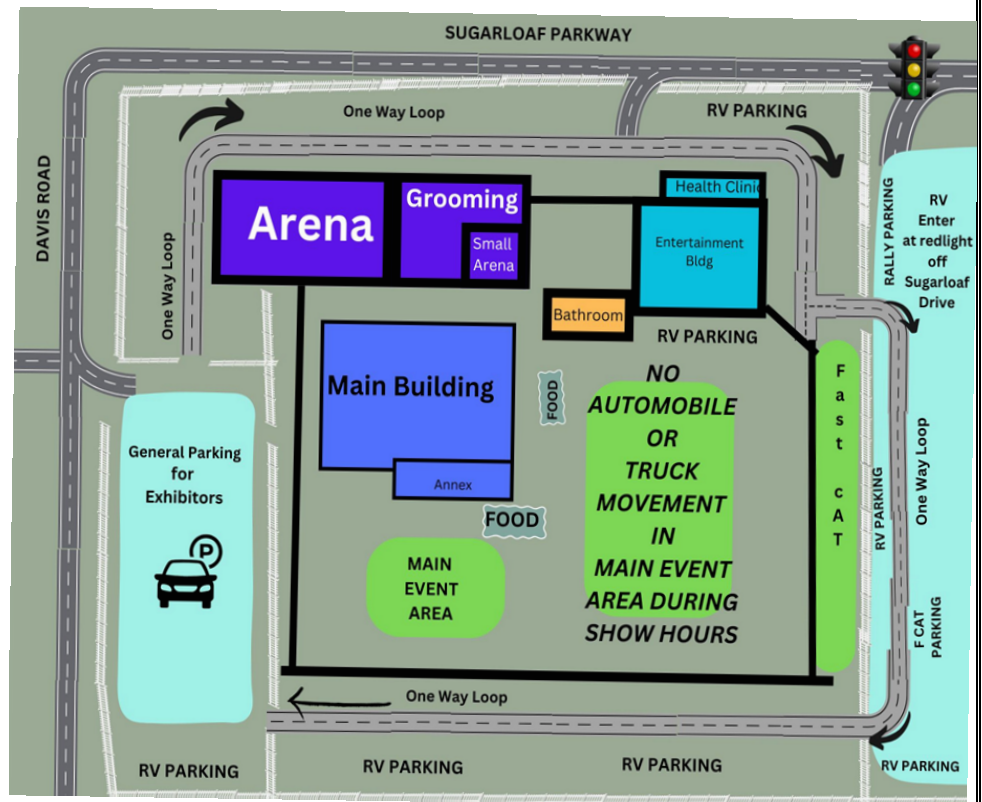 SUGARLOAF PARKWAY
One Way Loop
RV PARKING
DAVIS ROAD
One Way Loop
Arena
Grooming
Small
Arena
Health Clinic
Entertainment
Bldg
Bathroom
RV PARKING
RALLY PARKING
RV
Enter
at redlight
off
Sugarloaf
Drive
Main Building
Annex
FOOD
FOOD
NO
AUTOMOBILE
OR
TRUCK
MOVEMENT
IN
MAIN EVENT
AREA DURING
SHOW HOURS
Fast cAT
RV PARKING
One Way Loop
F CAT
PARKING
General Parking
for
Exhibitors
P
MAIN
EVENT
AREA
One Way Loop
RV PARKING
RV PARKING
RV PARKING
RV PARKING